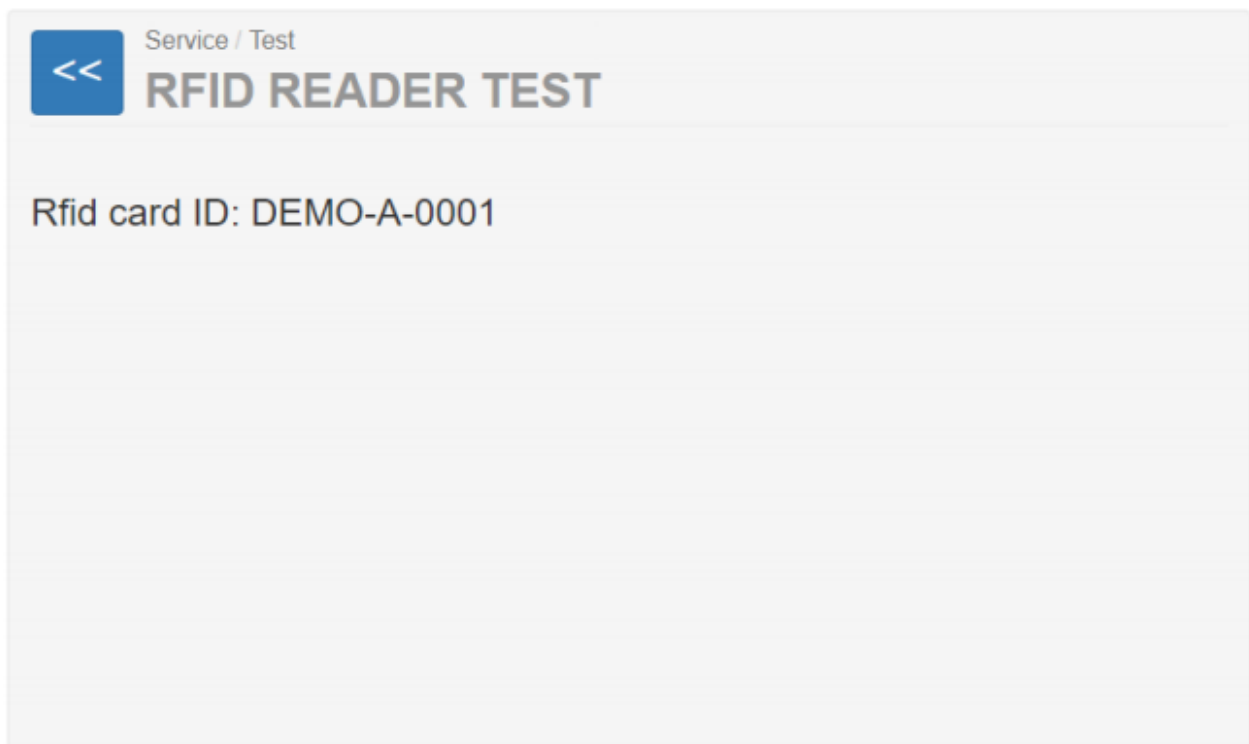 <<
Service / Test
RFID READER TEST
Rfid card ID: DEMO-A-0001